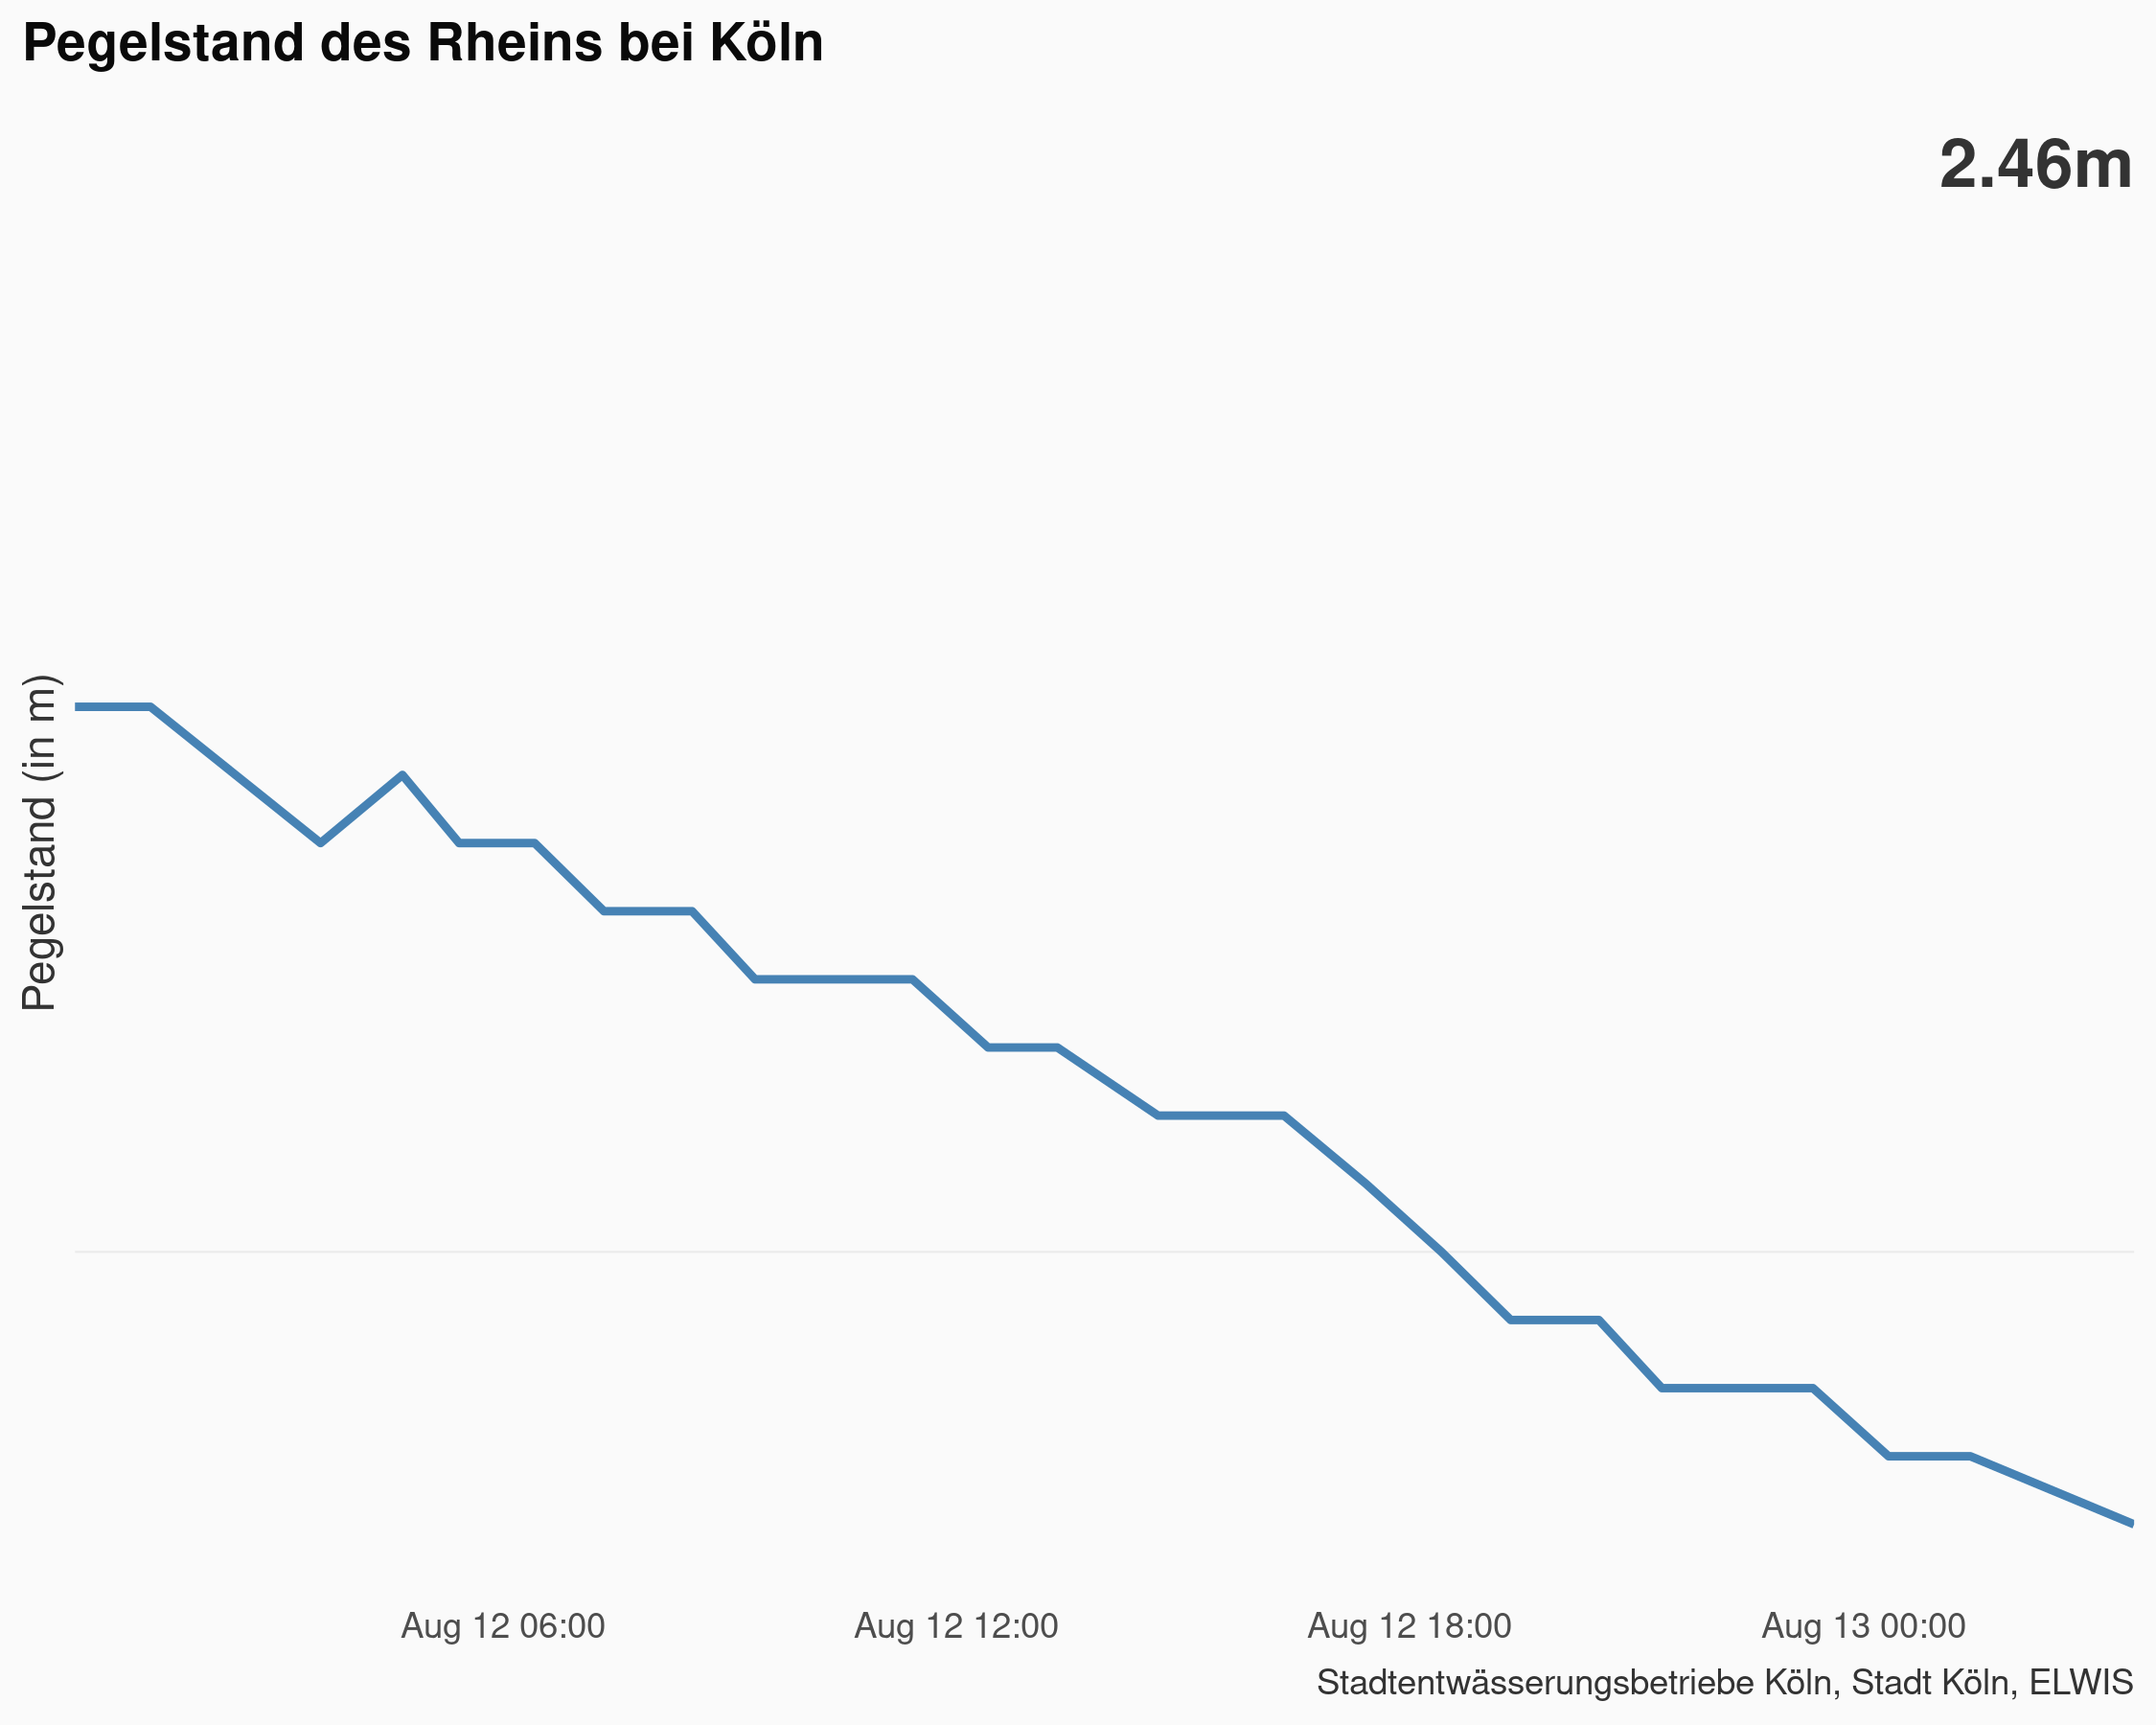 Pegelstand des Rheins bei Köln
2.46m
Pegelstand (in m)
Aug 12 06:00
Aug 12 12:00
Aug 12 18:00
Aug 13 00:00
Stadtentwässerungsbetriebe Köln, Stadt Köln, ELWIS